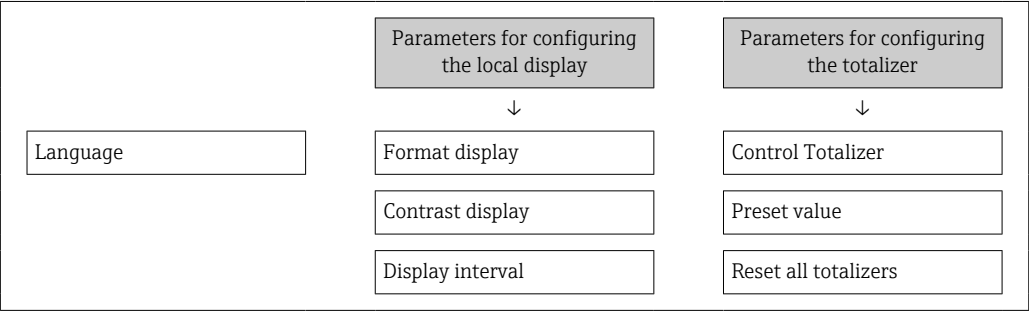 Parameters for configuring
the local display
Parameters for configuring
the totalizer
↓
↓
Language
Format display
Control Totalizer
Contrast display
Preset value
Display interval
Reset all totalizers